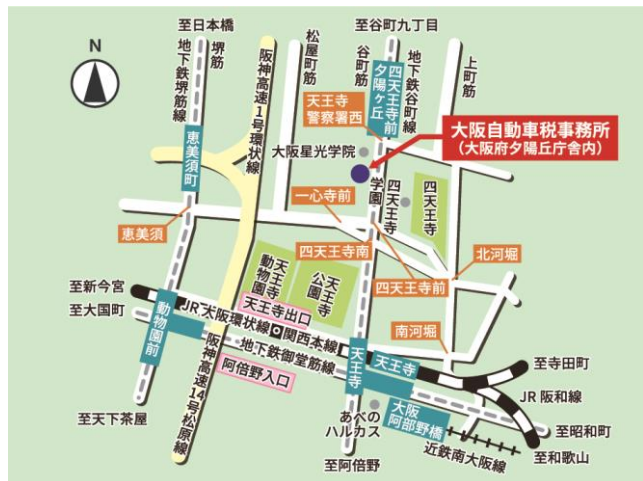 至日本橋
至谷町九丁目
N
地下鉄堺筋線
堺筋
阪神高速1号環状線
松屋町筋
谷町筋
四天王寺前
夕陽ヶ丘
地下鉄谷町線
上町筋
天王寺
警察署西
大阪自動車税事務所
(大阪府夕陽丘庁舎内)
大阪星光学院
恵美須町
四天王寺
学園
四天王寺
一心寺前
恵美須
四天王寺南
北河堀
天王寺
動物園
天王寺
公園
四天王寺前
至新今宮
天王寺出口
至大国町
JR大阪環状線
関西本線
南河堀
動物園前
地下鉄御堂筋線
天王寺
天王寺
至寺田町
阿倍野入口
JR阪和線
阪神高速14号松原線
大阪
阿部野橋
至天下茶屋
あべの
ハルカス
至昭和町
近鉄南大阪線
至阿倍野
至和歌山